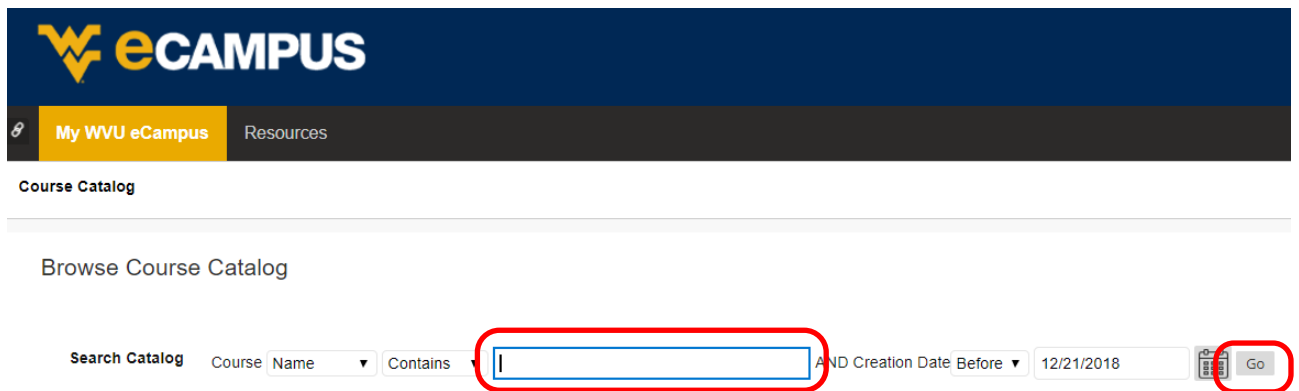 eCAMPUS
My WVU eCampus Resources
Course Catalog
Browse Course Catalog
Search Catalog Course Name Contains AND Creation Date Before 12/21/2018 Go